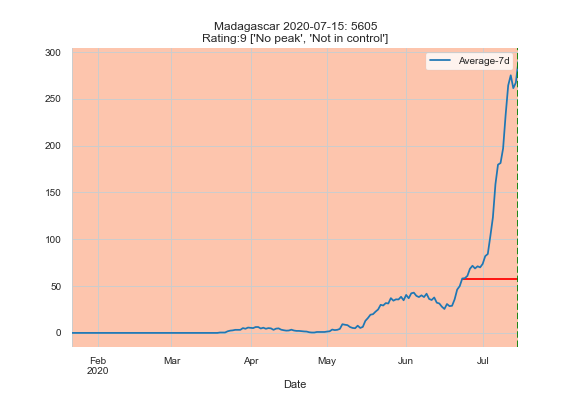 Madagascar 2020-07-15: 5605
Rating:9 ['No peak', 'Not in control']
Average-7d
300
250
200
150
100
50
0
Feb
2020
Mar
Apr
May
Jun
Jul
Date